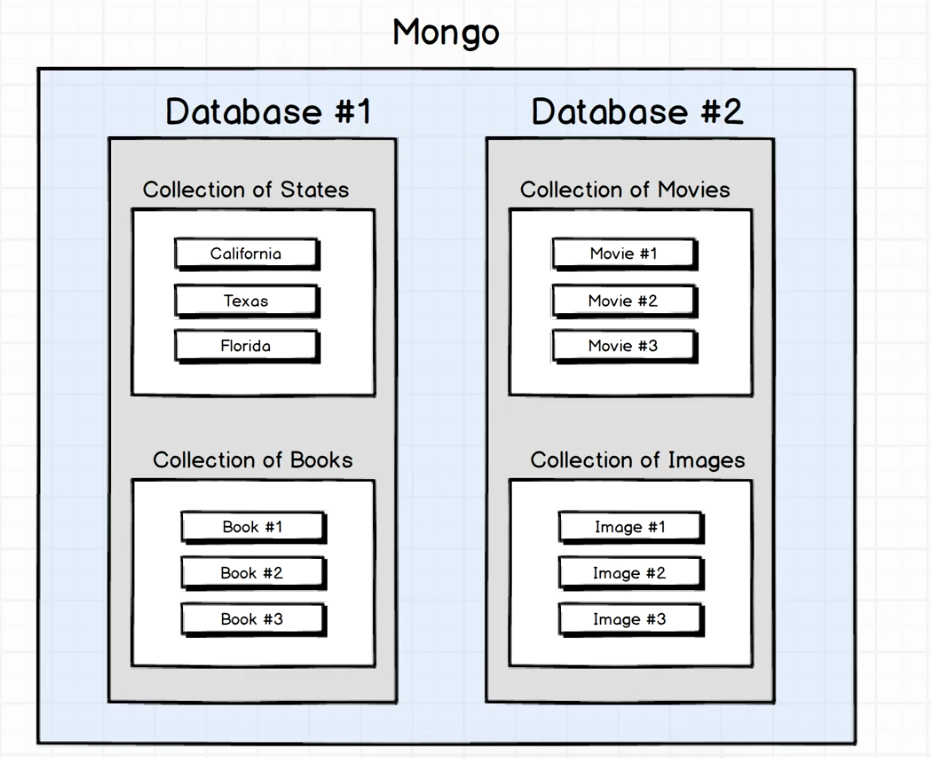 Mongo
Database #1
Collection of States
California
Texas
Florida
Collection of Books
Book #1
Book #2
Book #3
Database #2
Collection of Movies
Movie #1
Movie #2
Movie #3
Collection of Images
Image #1
Image #2
Image #3